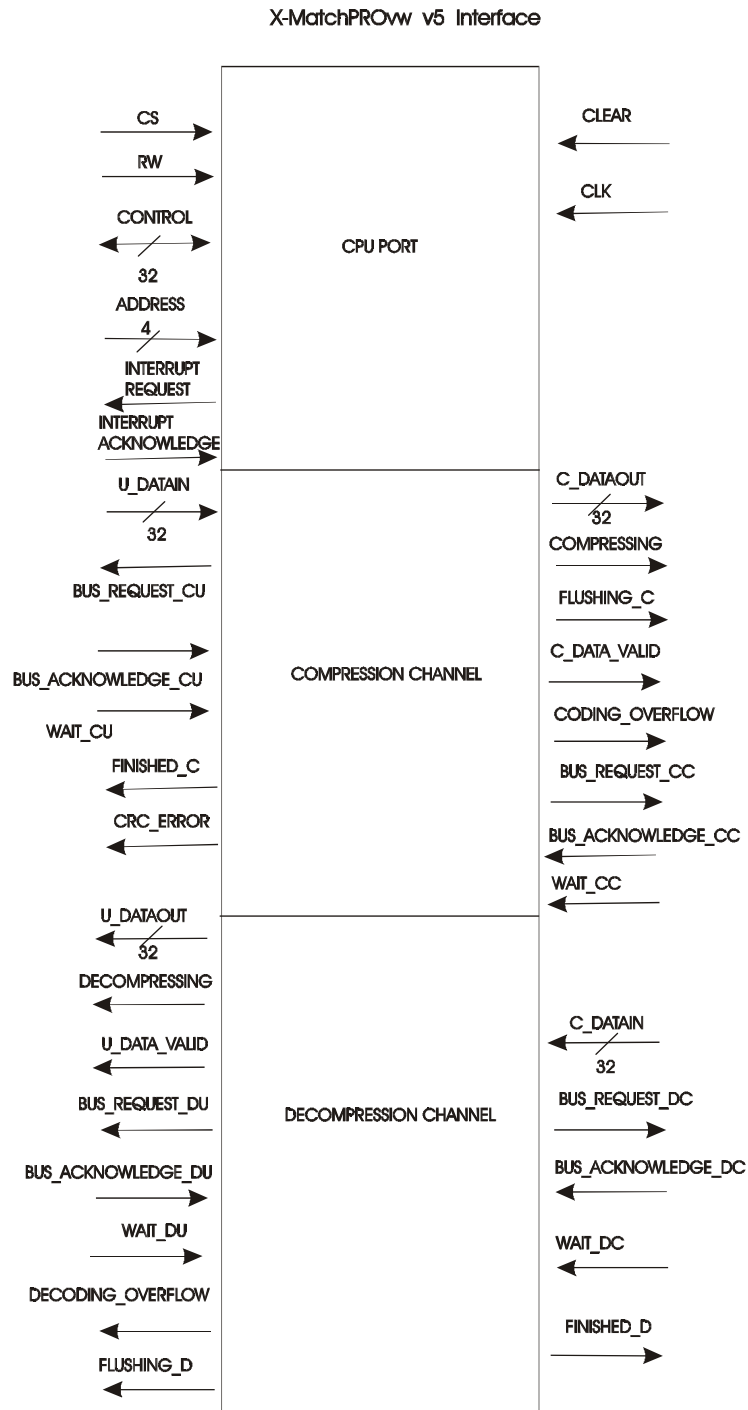 X-MatchPROvw v5 Interface
CS
RW
CONTROL
32
ADDRESS
4
INTERRUPT
REQUEST
INTERRUPT
ACKNOWLEDGE
CLEAR
CLK
CPU PORT
U_DATAIN
32
BUS_REQUEST_CU
BUS_ACKNOWLEDGE_CU
WAIT_CU
FINISHED_C
CRC_ERROR
COMPRESSION CHANNEL
C_DATAOUT
32
COMPRESSING
FLUSHING_C
C_DATA_VALID
CODING_OVERFLOW
BUS_REQUEST_CC
BUS_ACKNOWLEDGE_CC
WAIT_CC
U_DATAOUT
32
DECOMPRESSING
U_DATA_VALID
BUS_REQUEST_DU
BUS_ACKNOWLEDGE_DU
WAIT_DU
DECODING_OVERFLOW
FLUSHING_D
DECOMPRESSION CHANNEL
C_DATAIN
32
BUS_REQUEST_DC
BUS_ACKNOWLEDGE_DC
WAIT_DC
FINISHED_D